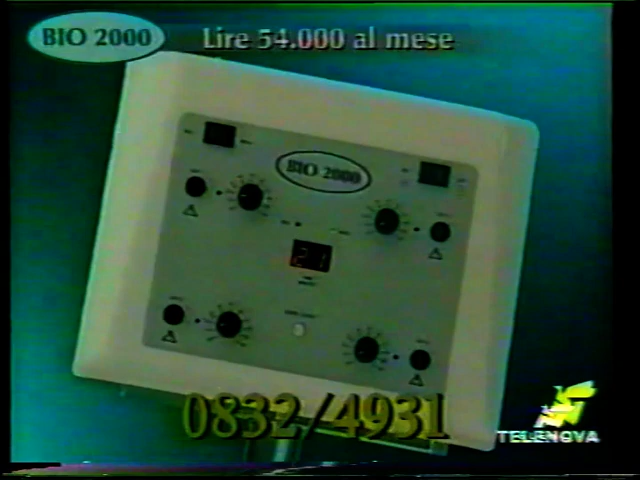 BIO 2000
Lire 54.000 al mese
BIO 2000
21
0832/4931
TELENOVA